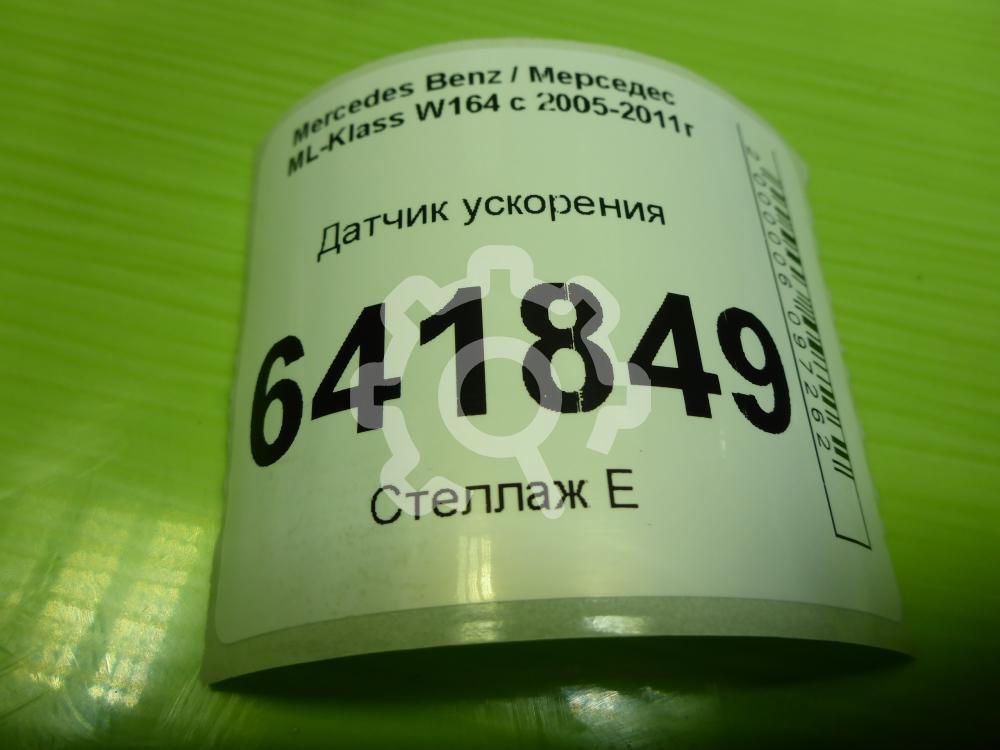 Mercedes Benz / Мерседес
ML-Klass W164 с 2005-2011г
Датчик ускорения
641849
Стеллаж Е
2000006097262